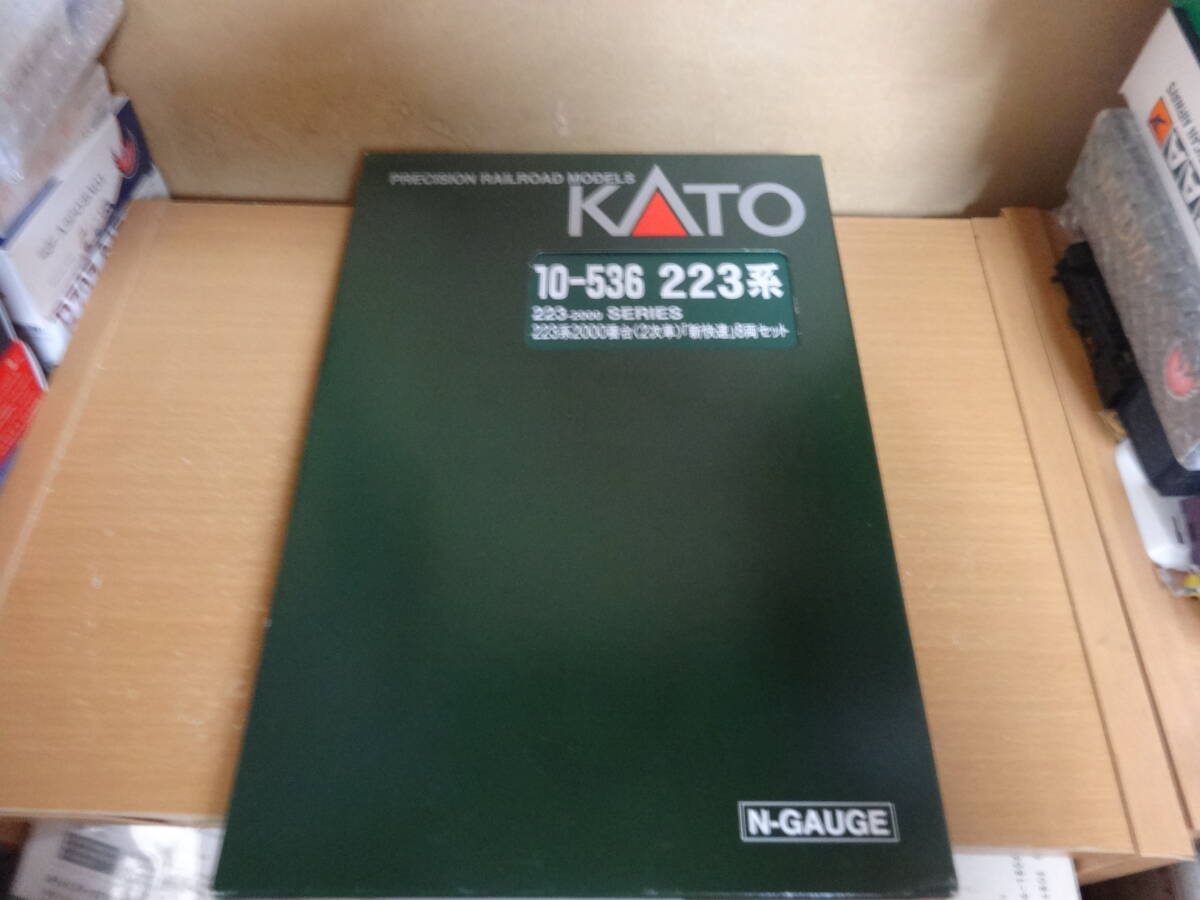 PRECISION RAILROAD MODELS
KATO
10-536 223系
223-2000 SERIES
223系2000番台(2次車)「新快速」8両セット
N-GAUGE